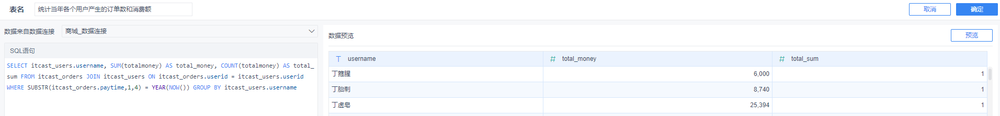 表名 统计当年各个用户产生的订单数和消费额 取消 确定
数据来自数据连接 商城_数据连接
SQL语句
SELECT itcast_users.username, SUM(totalmoney) AS total_money, COUNT(totalmoney) AS total_
sum FROM itcast_orders JOIN itcast_users ON itcast_orders.userid = itcast_users.userid
WHERE SUBSTR(itcast_orders.paytime,1,4) = YEAR(NOW()) GROUP BY itcast_users.username
数据预览 预览
T username # total_money # total_sum
丁箍腥 6,000 1
丁胎刺 8,740 1
丁虚皂 25,394 1